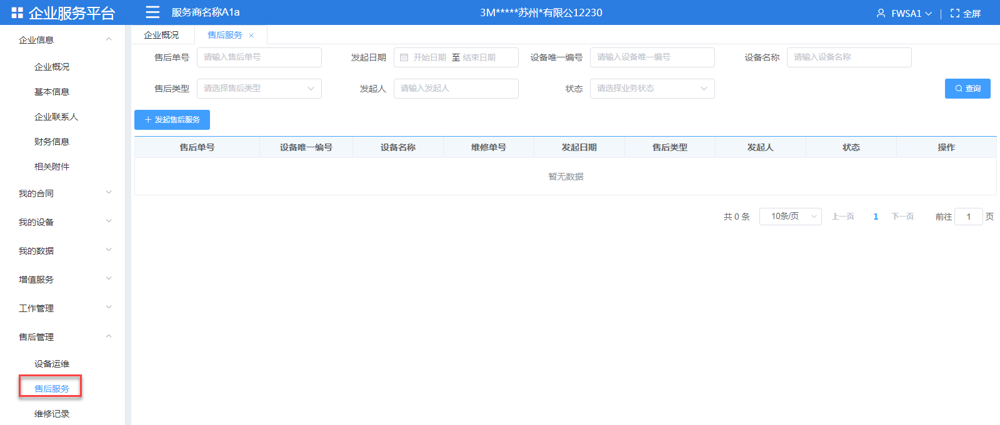 企业服务平台 服务商名称A1a 3M*****苏州*有限公12230 FWSA1 全屏
企业信息
企业概况
基本信息
企业联系人
财务信息
相关附件
我的合同
我的设备
我的数据
增值服务
工作管理
售后管理
设备运维
售后服务
维修记录
企业概况 售后服务 ×
售后单号 请输入售后单号 发起日期 开始日期 至 结束日期 设备唯一编号 请输入设备唯一编号 设备名称 请输入设备名称
售后类型 请选择售后类型 发起人 请输入发起人 状态 请选择业务状态 查询
+ 发起售后服务
售后单号 设备唯一编号 设备名称 维修单号 发起日期 售后类型 发起人 状态 操作
暂无数据
共 0 条 10条/页 上一页 1 下一页 前往 1 页